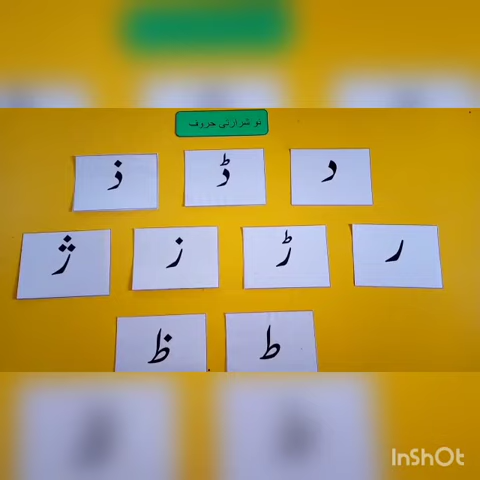 نو شرارتی حروف
د ڈ ذ
ر ڑ ز ژ
ط ظ
InShOt